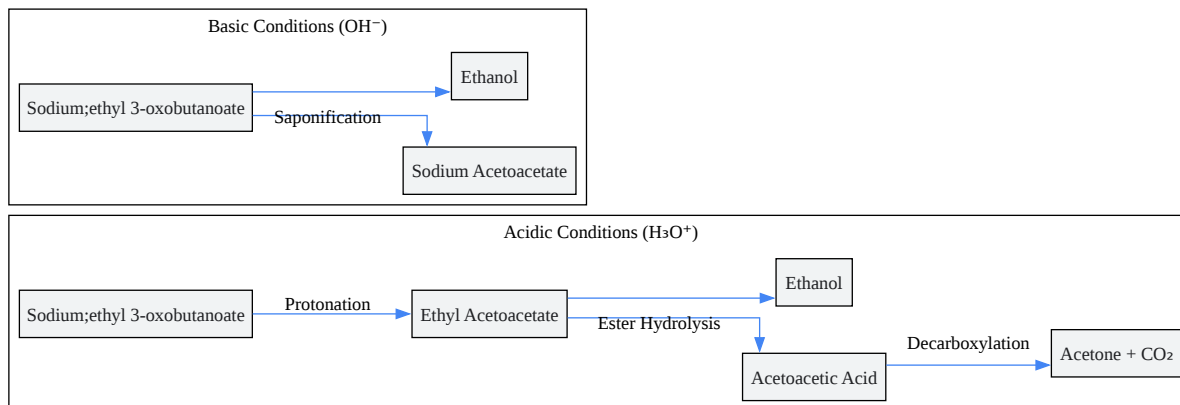 Basic Conditions (OH⁻)
Ethanol
Sodium;ethyl 3-oxobutanoate
Saponification
Sodium Acetoacetate
Acidic Conditions (H₃O⁺)
Ethanol
Sodium;ethyl 3-oxobutanoate
Protonation
Ethyl Acetoacetate
Ester Hydrolysis
Decarboxylation
Acetone + CO₂
Acetoacetic Acid